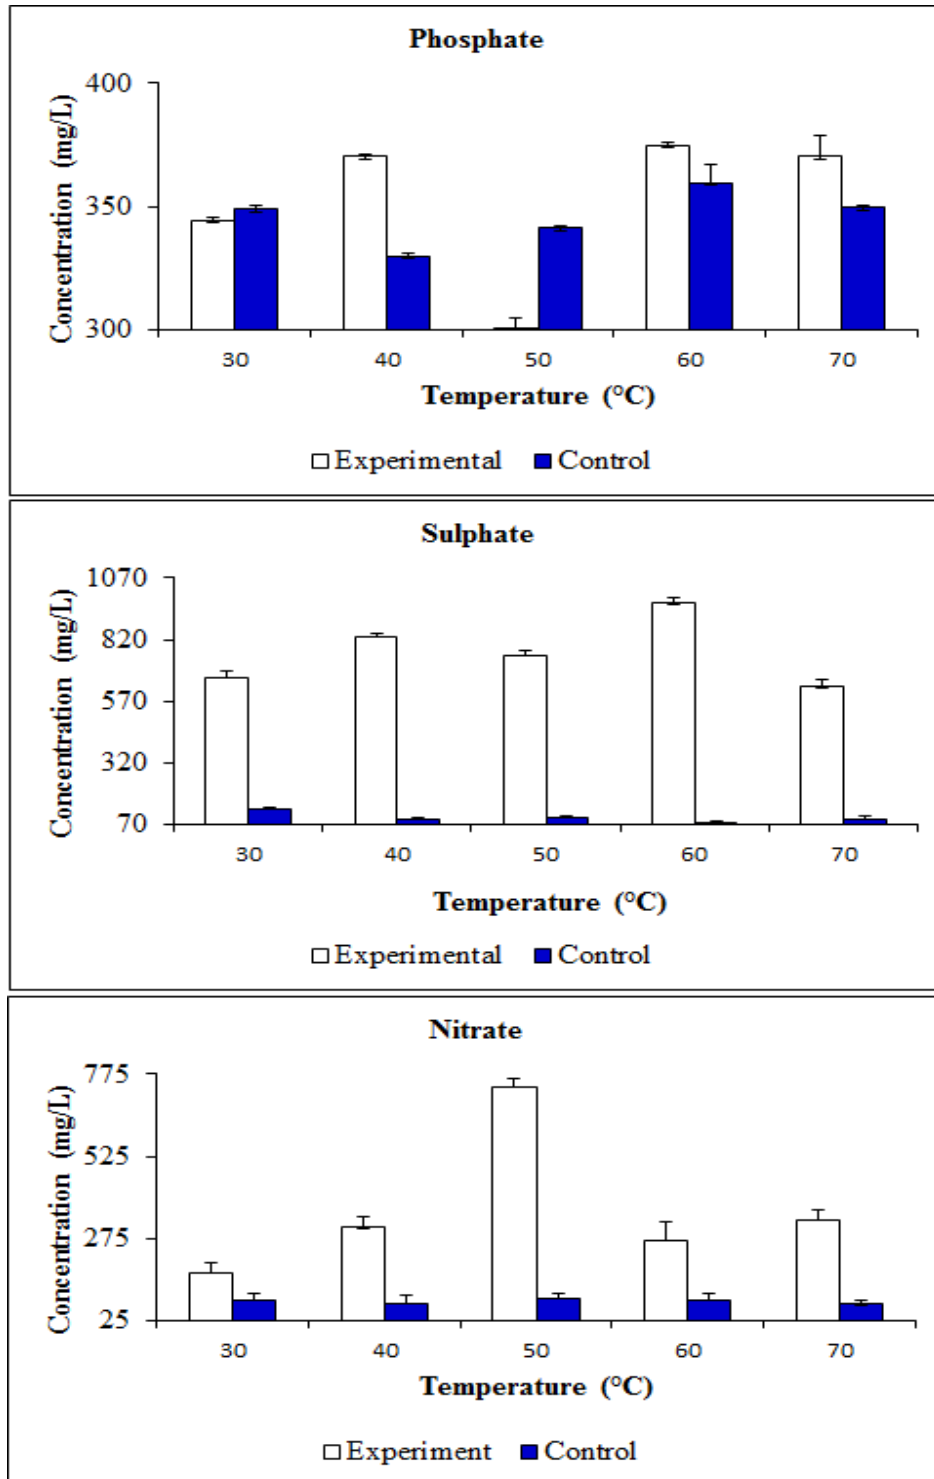 Phosphate
Concentration (mg/L)
400
350
300
30 40 50 60 70
Temperature (°C)
Experimental Control
Sulphate
Concentration (mg/L)
1070
820
570
320
70
30 40 50 60 70
Temperature (°C)
Experimental Control
Nitrate
Concentration (mg/L)
775
525
275
25
30 40 50 60 70
Temperature (°C)
Experiment Control